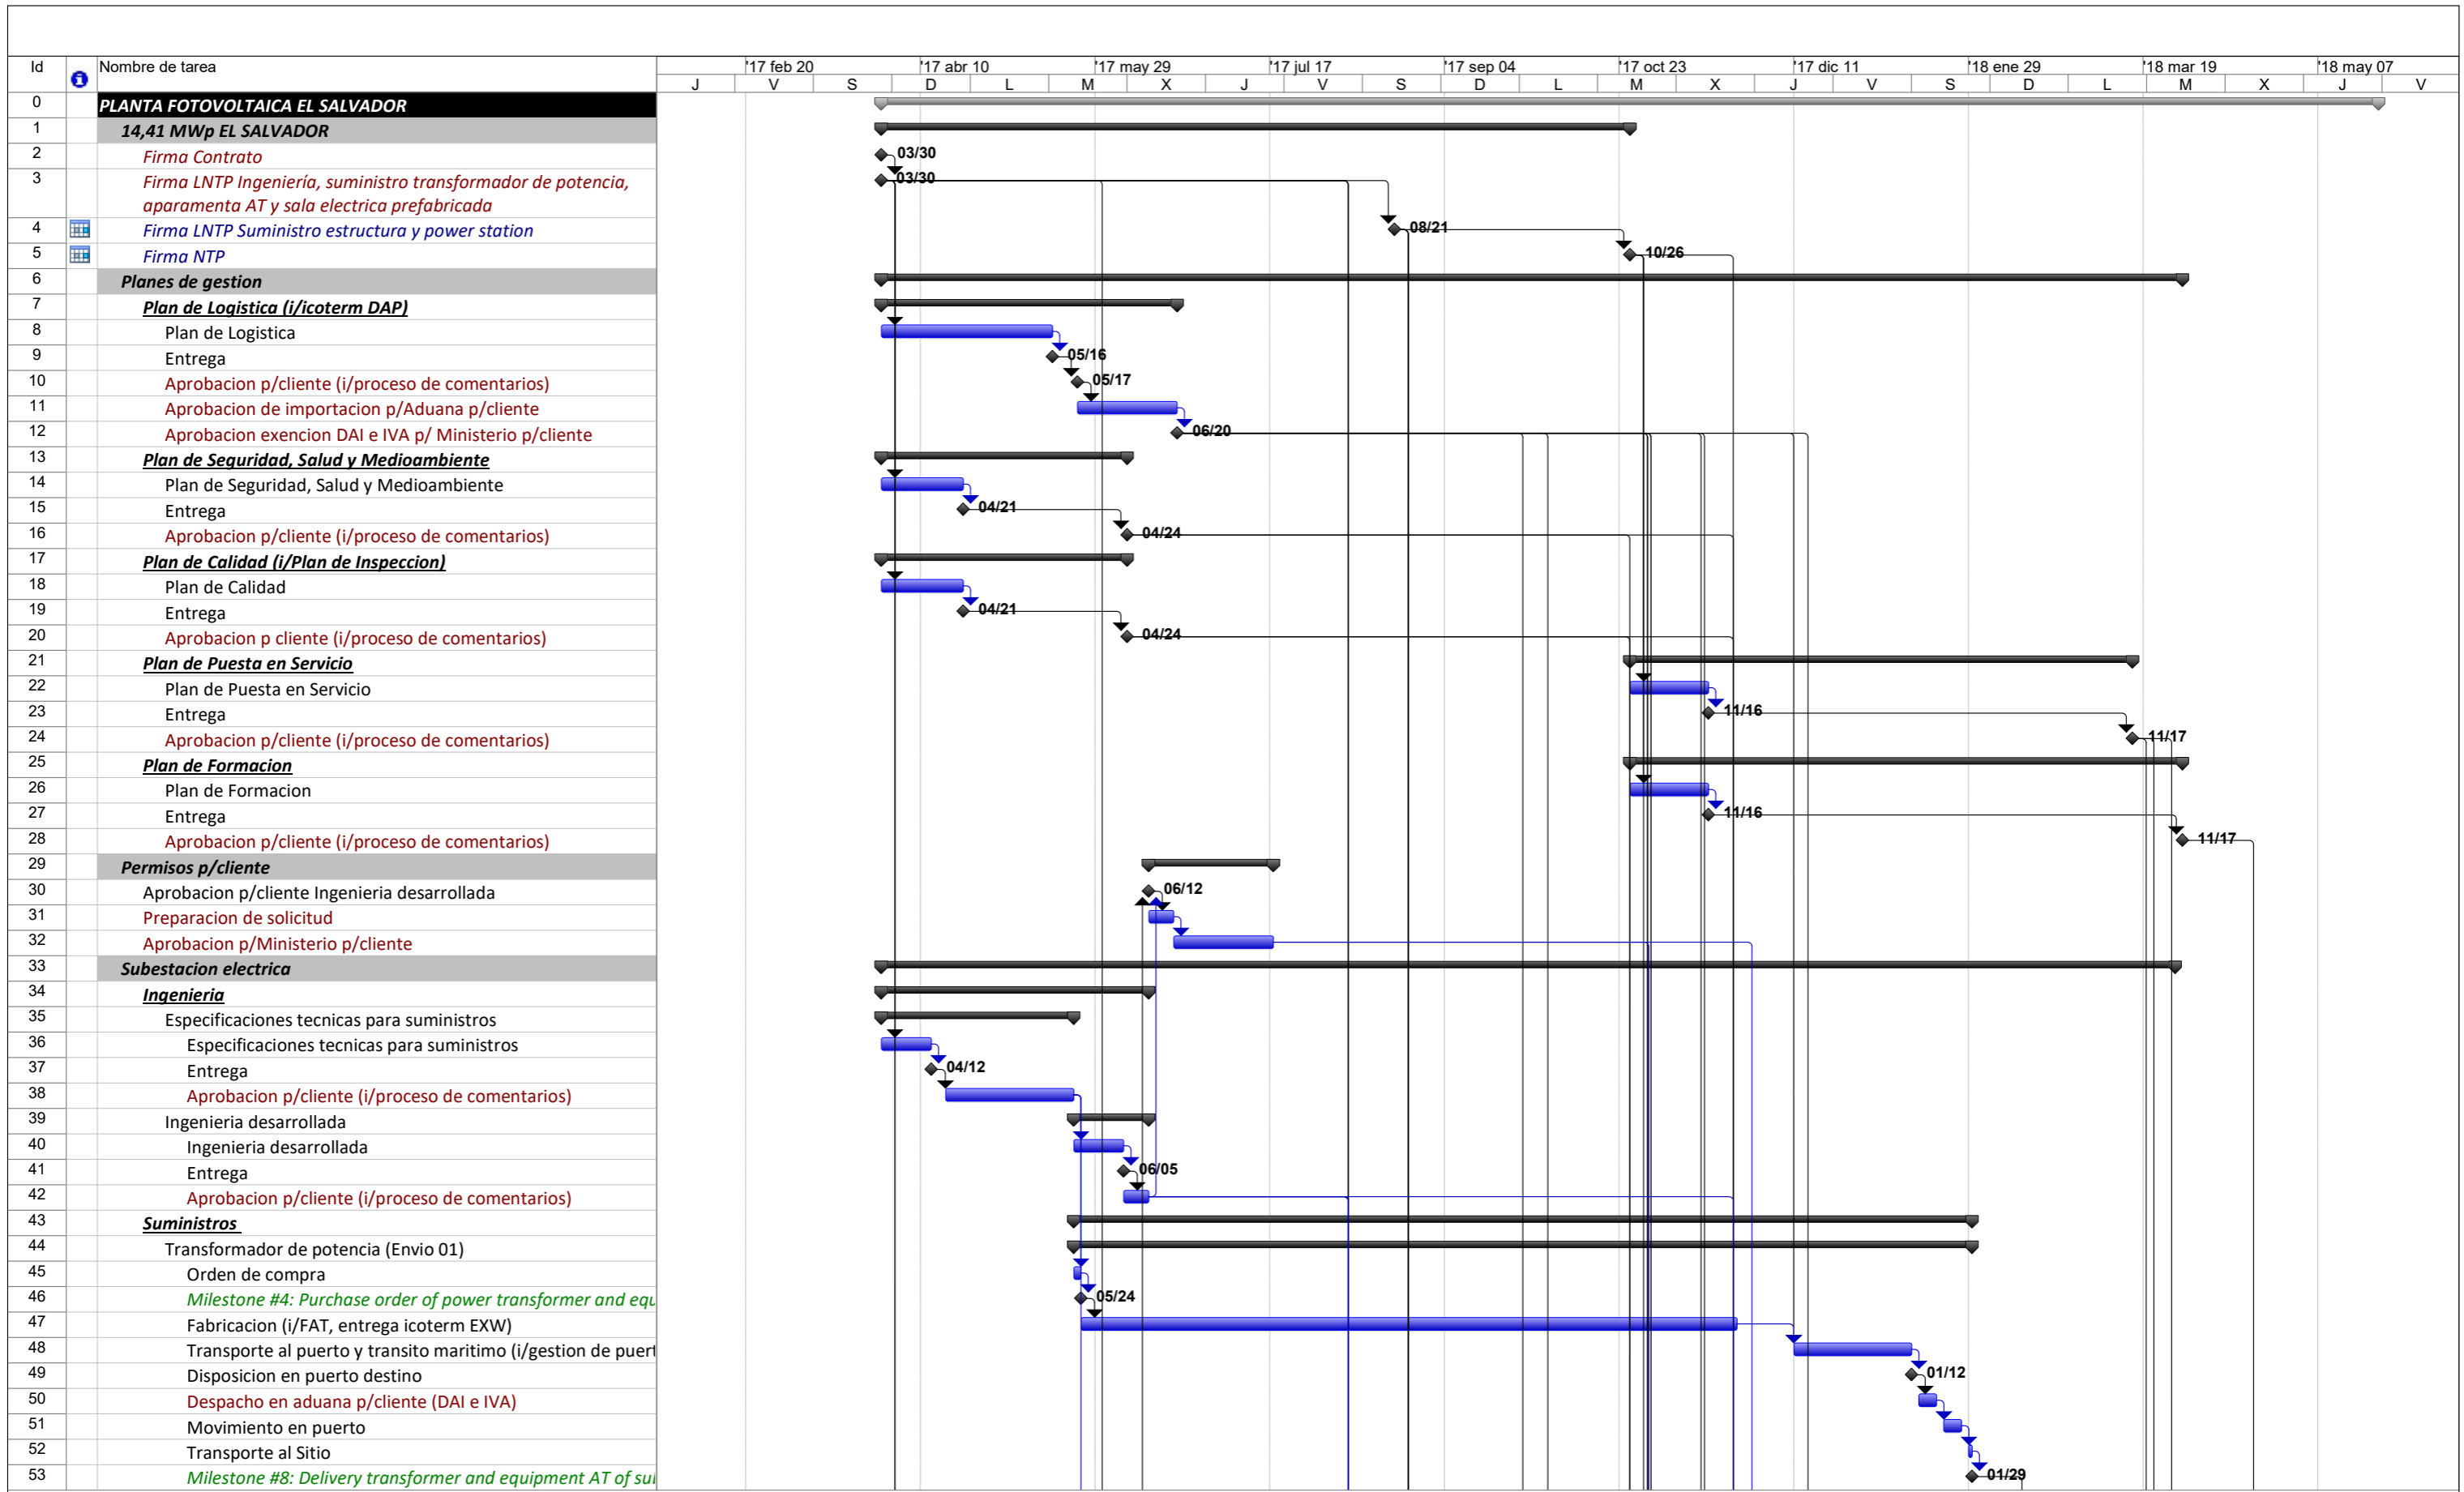 Id Nombre de tarea '17 feb 20 '17 abr 10 '17 may 29 '17 jul 17 '17 sep 04 '17 oct 23 '17 dic 11 '18 ene 29 '18 mar 19 '18 may 07
J V S D L M X J V S D L M X J V S D L M X J V
0 PLANTA FOTOVOLTAICA EL SALVADOR
1 14,41 MWp EL SALVADOR
2 Firma Contrato 03/30
3 Firma LNTP Ingeniería, suministro transformador de potencia, 03/30
aparamenta AT y sala electrica prefabricada
4 Firma LNTP Suministro estructura y power station 08/21
5 Firma NTP 10/26
6 Planes de gestion
7 Plan de Logistica (i/icoterm DAP)
8 Plan de Logistica
9 Entrega 05/16
10 Aprobacion p/cliente (i/proceso de comentarios) 05/17
11 Aprobacion de importacion p/Aduana p/cliente
12 Aprobacion exencion DAI e IVA p/ Ministerio p/cliente 06/20
13 Plan de Seguridad, Salud y Medioambiente
14 Plan de Seguridad, Salud y Medioambiente
15 Entrega 04/21
16 Aprobacion p/cliente (i/proceso de comentarios) 04/24
17 Plan de Calidad (i/Plan de Inspeccion)
18 Plan de Calidad
19 Entrega 04/21
20 Aprobacion p cliente (i/proceso de comentarios) 04/24
21 Plan de Puesta en Servicio
22 Plan de Puesta en Servicio
23 Entrega 11/16
24 Aprobacion p/cliente (i/proceso de comentarios) 11/17
25 Plan de Formacion
26 Plan de Formacion
27 Entrega 11/16
28 Aprobacion p/cliente (i/proceso de comentarios) 11/17
29 Permisos p/cliente
30 Aprobacion p/cliente Ingenieria desarrollada 06/12
31 Preparacion de solicitud
32 Aprobacion p/Ministerio p/cliente
33 Subestacion electrica
34 Ingenieria
35 Especificaciones tecnicas para suministros
36 Especificaciones tecnicas para suministros
37 Entrega 04/12
38 Aprobacion p/cliente (i/proceso de comentarios)
39 Ingenieria desarrollada
40 Ingenieria desarrollada
41 Entrega 06/05
42 Aprobacion p/cliente (i/proceso de comentarios)
43 Suministros
44 Transformador de potencia (Envio 01)
45 Orden de compra
46 Milestone #4: Purchase order of power transformer and equ 05/24
47 Fabricacion (i/FAT, entrega icoterm EXW)
48 Transporte al puerto y transito maritimo (i/gestion de puert
49 Disposicion en puerto destino 01/12
50 Despacho en aduana p/cliente (DAI e IVA)
51 Movimiento en puerto
52 Transporte al Sitio
53 Milestone #8: Delivery transformer and equipment AT of sul 01/29